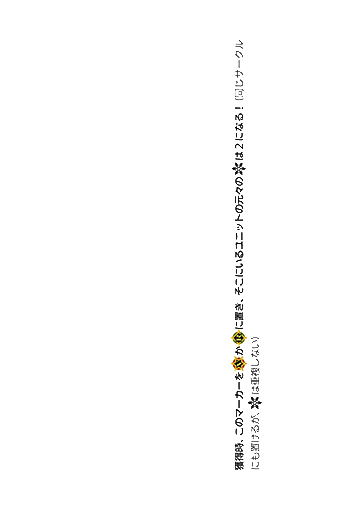 獲得時、このマーカーをⓋかⓇに置き、そこにいるユニットの元々の✽は2になる！（同じサークル
にも置けるが、✽は重複しない）